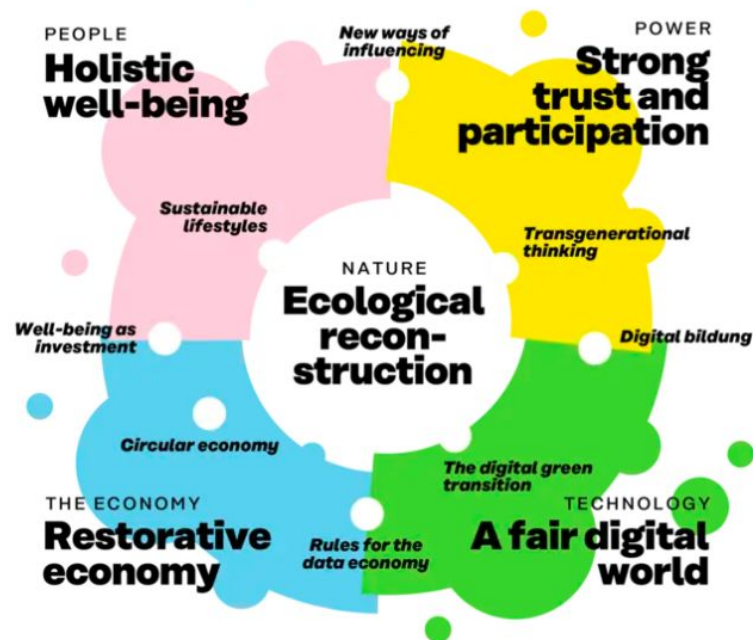 PEOPLE
Holistic
well-being
New ways of
influencing
POWER
Strong
trust and
participation
Sustainable
lifestyles
Transgenerational
thinking
NATURE
Ecological
recon-
struction
Well-being as
investment
Digital bildung
Circular economy
The digital green
transition
THE ECONOMY
Restorative
economy
Rules for the
data economy
TECHNOLOGY
A fair digital
world